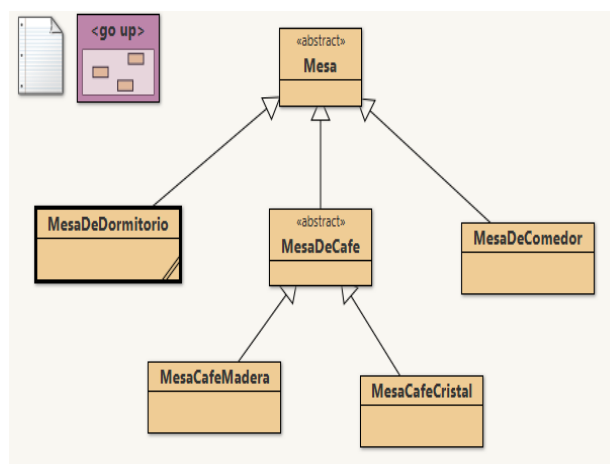 <go up>
«abstract»
Mesa
MesaDeDormitorio
«abstract»
MesaDeCafe
MesaDeComedor
MesaCafeMadera
MesaCafeCristal